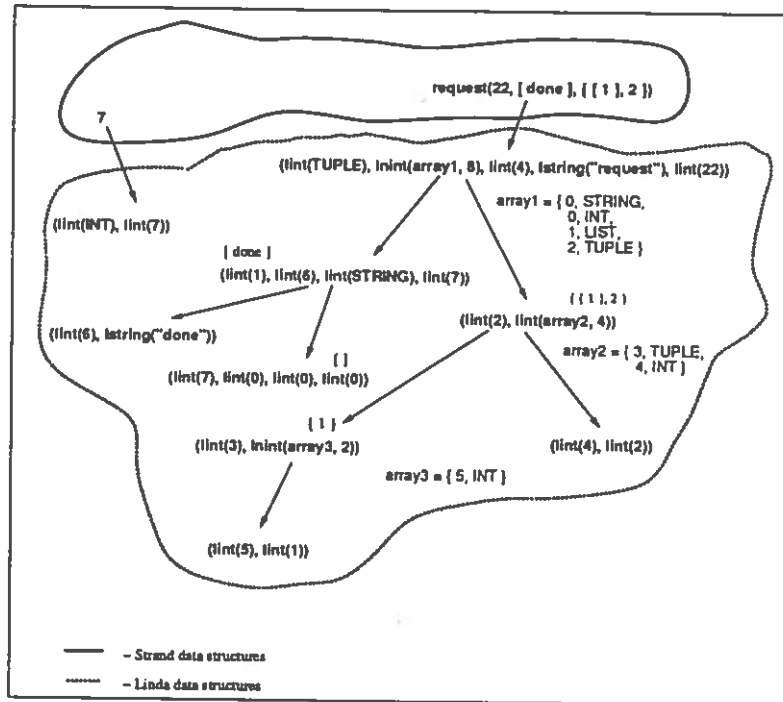 request(22, [ done ], { [ 1 ], 2 })
7
(lint(TUPLE), lnint(array1, 8), lint(4), lstring("request"), lint(22))
array1 = { 0, STRING,
0, INT,
1, LIST,
2, TUPLE }
(lint(INT), lint(7))
[ done ]
(lint(1), lint(6), lint(STRING), lint(7))
{ { 1 }, 2 }
(lint(2), lint(array2, 4))
(lint(6), lstring("done"))
array2 = { 3, TUPLE,
4, INT }
[ ]
(lint(7), lint(0), lint(0), lint(0))
{ 1 }
(lint(3), lnint(array3, 2))
(lint(4), lint(2))
array3 = { 5, INT }
(lint(5), lint(1))
– Strand data structures
– Linda data structures